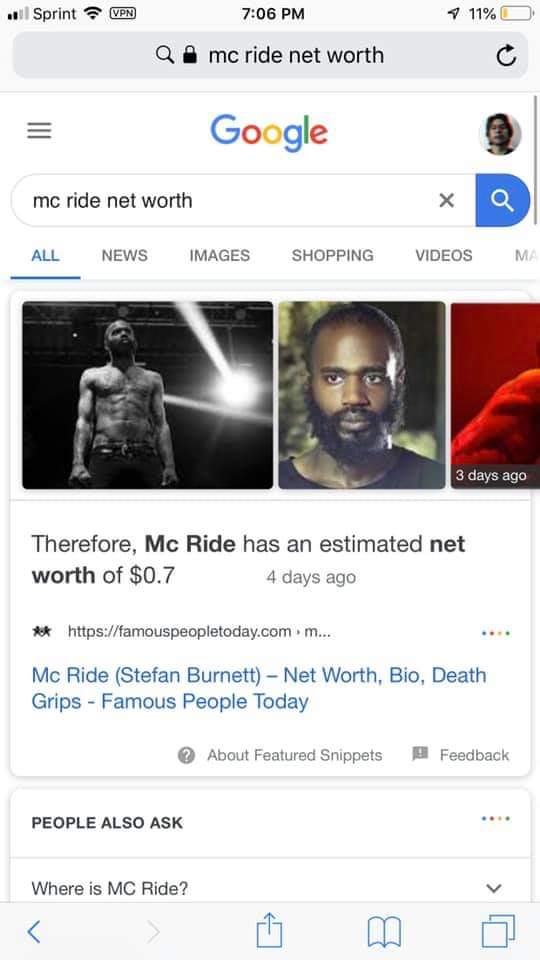 Sprint VPN 7:06 PM 11%
mc ride net worth
Google
mc ride net worth
ALL NEWS IMAGES SHOPPING VIDEOS MA
3 days ago
Therefore, Mc Ride has an estimated net
worth of $0.7 4 days ago
https://famouspeopletoday.com › m...
Mc Ride (Stefan Burnett) – Net Worth, Bio, Death
Grips - Famous People Today
About Featured Snippets Feedback
PEOPLE ALSO ASK
Where is MC Ride?